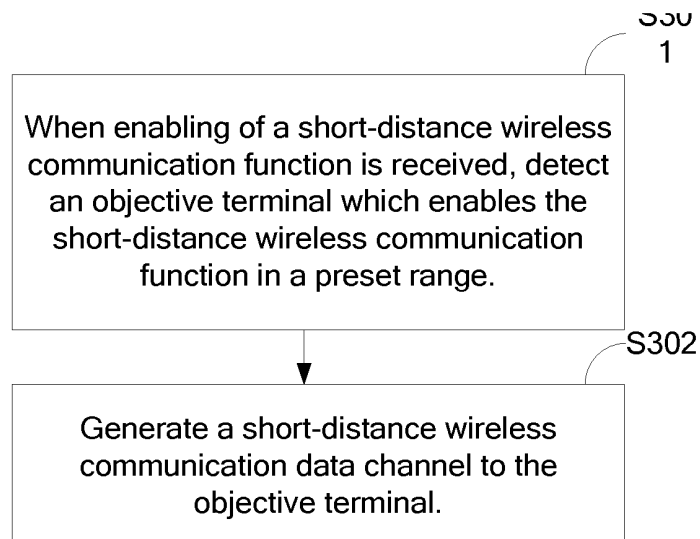 S30
1
When enabling of a short-distance wireless
communication function is received, detect
an objective terminal which enables the
short-distance wireless communication
function in a preset range.
S302
Generate a short-distance wireless
communication data channel to the
objective terminal.